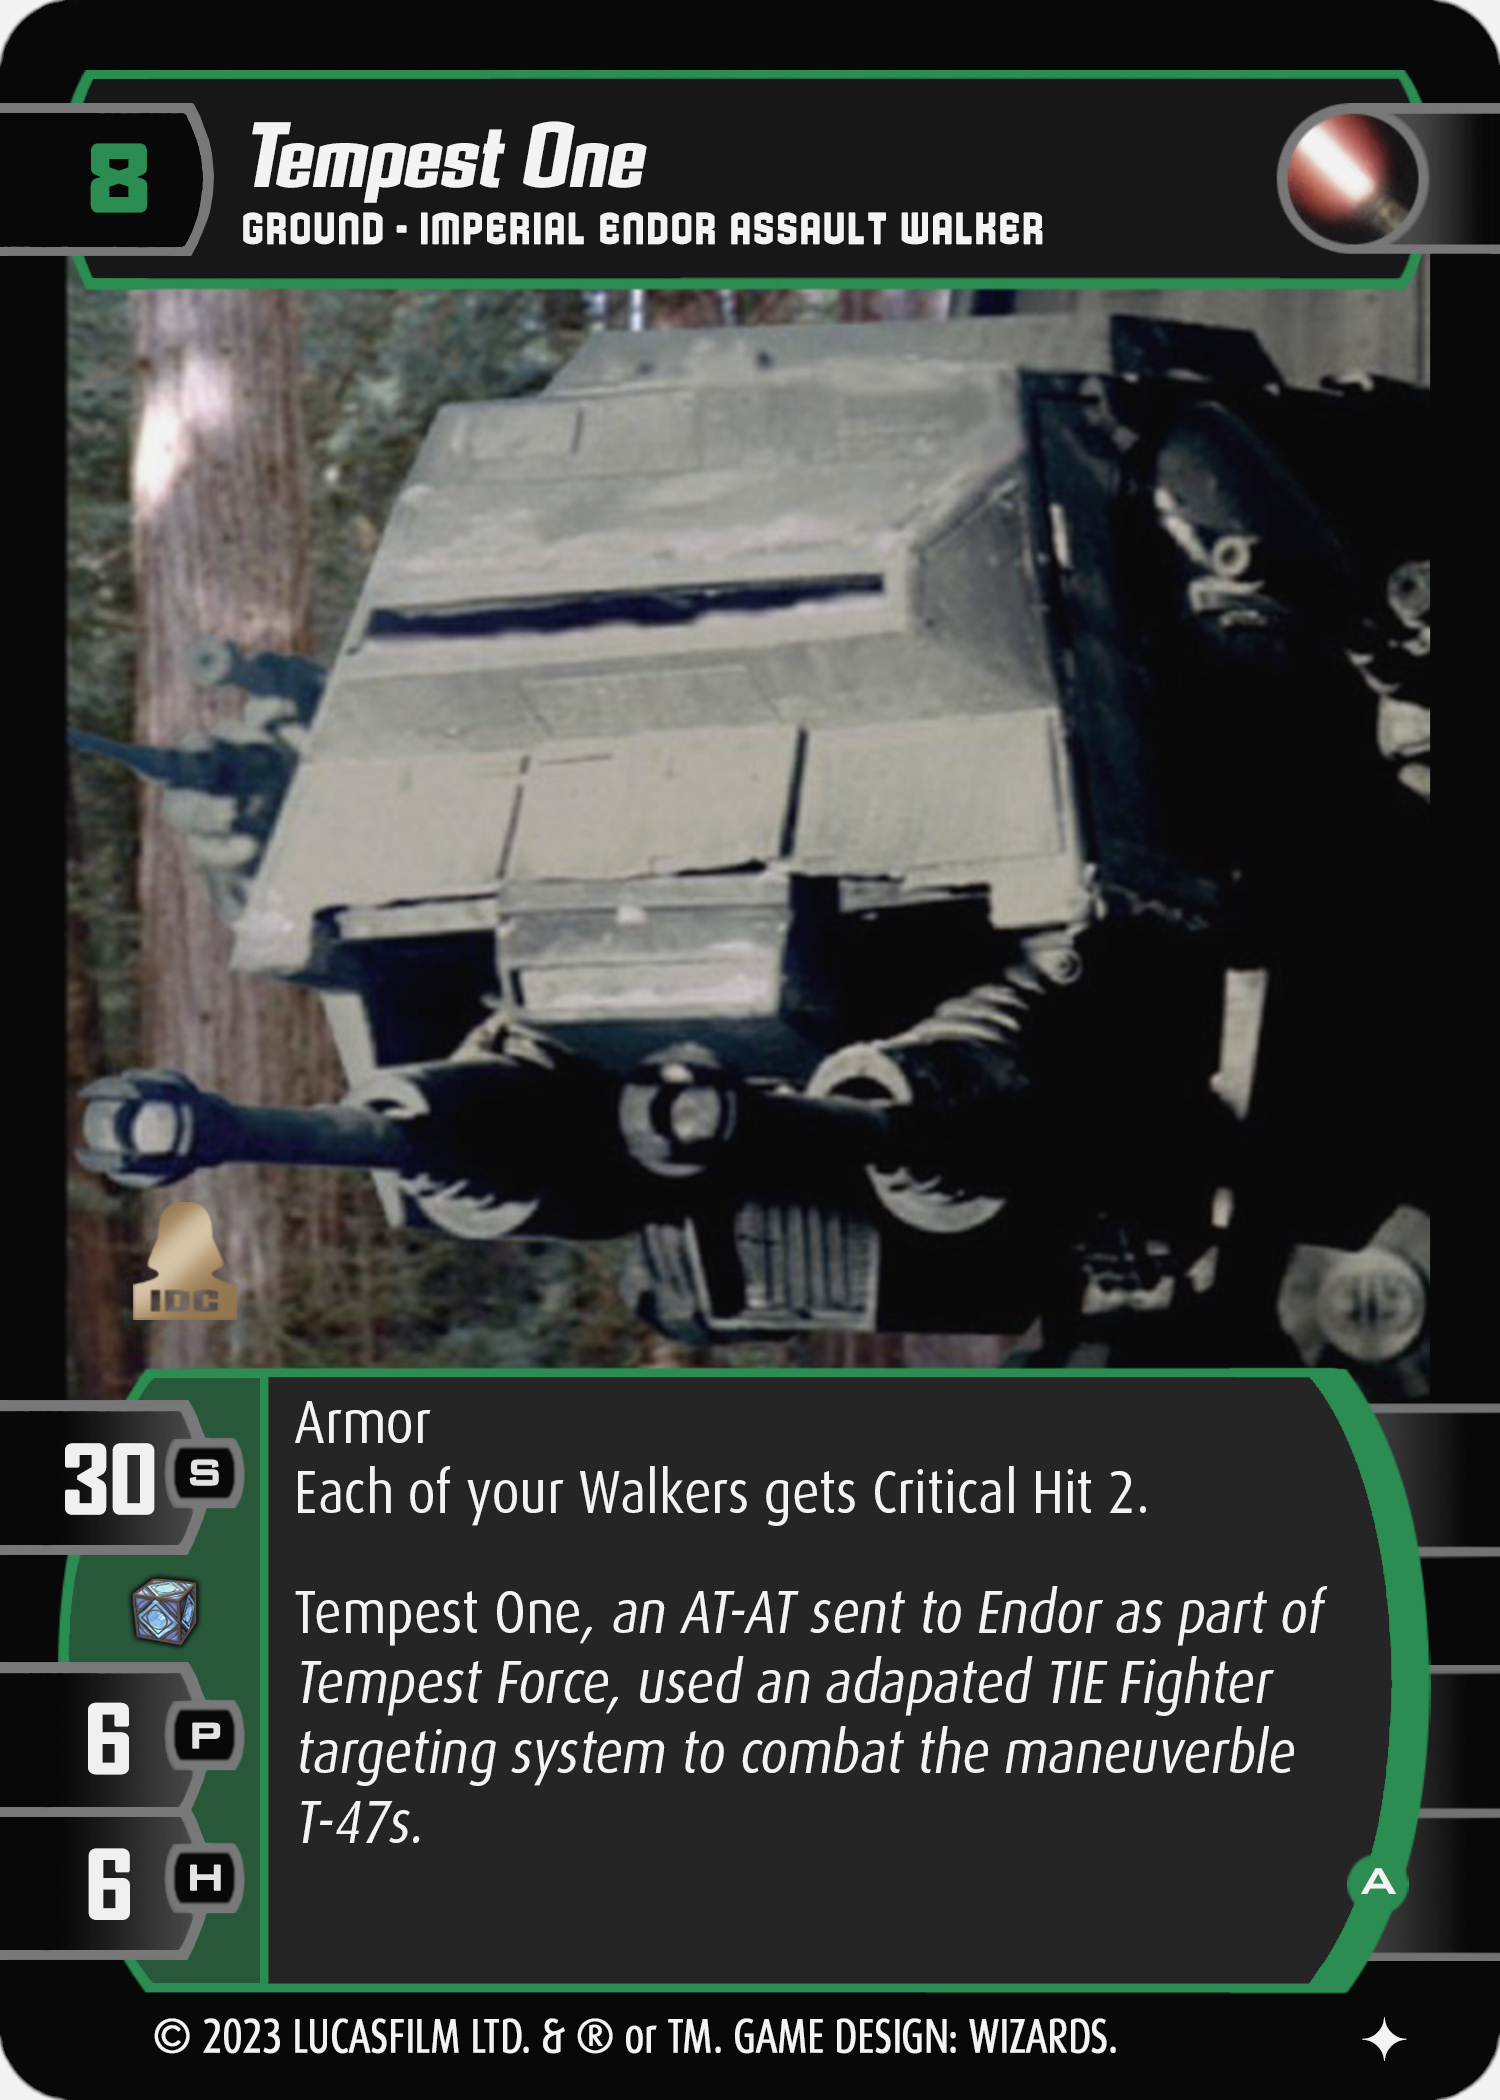 8
Tempest One
GROUND - IMPERIAL ENDOR ASSAULT WALKER
IDC
30 S
6 P
6 H
Armor
Each of your Walkers gets Critical Hit 2.
Tempest One, an AT-AT sent to Endor as part of
Tempest Force, used an adapated TIE Fighter
targeting system to combat the maneuverble
T-47s.
A
© 2023 LUCASFILM LTD. & ® or TM. GAME DESIGN: WIZARDS.